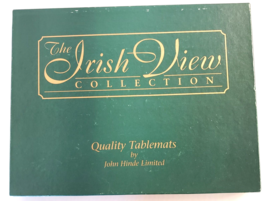 The
Irish View
COLLECTION
Quality Tablemats
by
John Hinde Limited